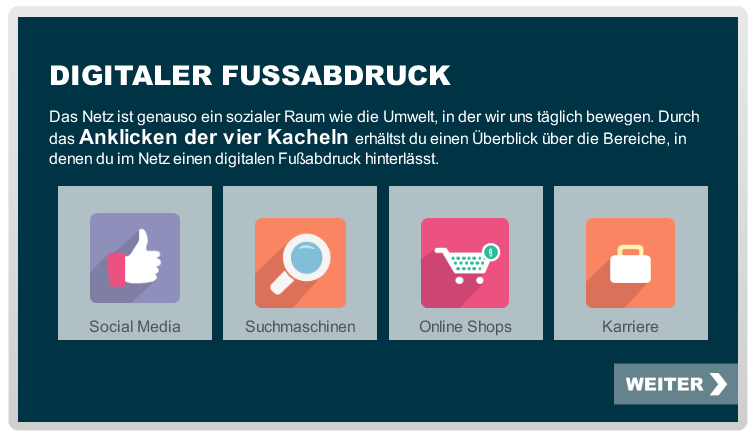 DIGITALER FUSSABDRUCK
Das Netz ist genauso ein sozialer Raum wie die Umwelt, in der wir uns täglich bewegen. Durch
das Anklicken der vier Kacheln erhältst du einen Überblick über die Bereiche, in
denen du im Netz einen digitalen Fußabdruck hinterlässt.
Social Media
Suchmaschinen
Online Shops
Karriere
WEITER